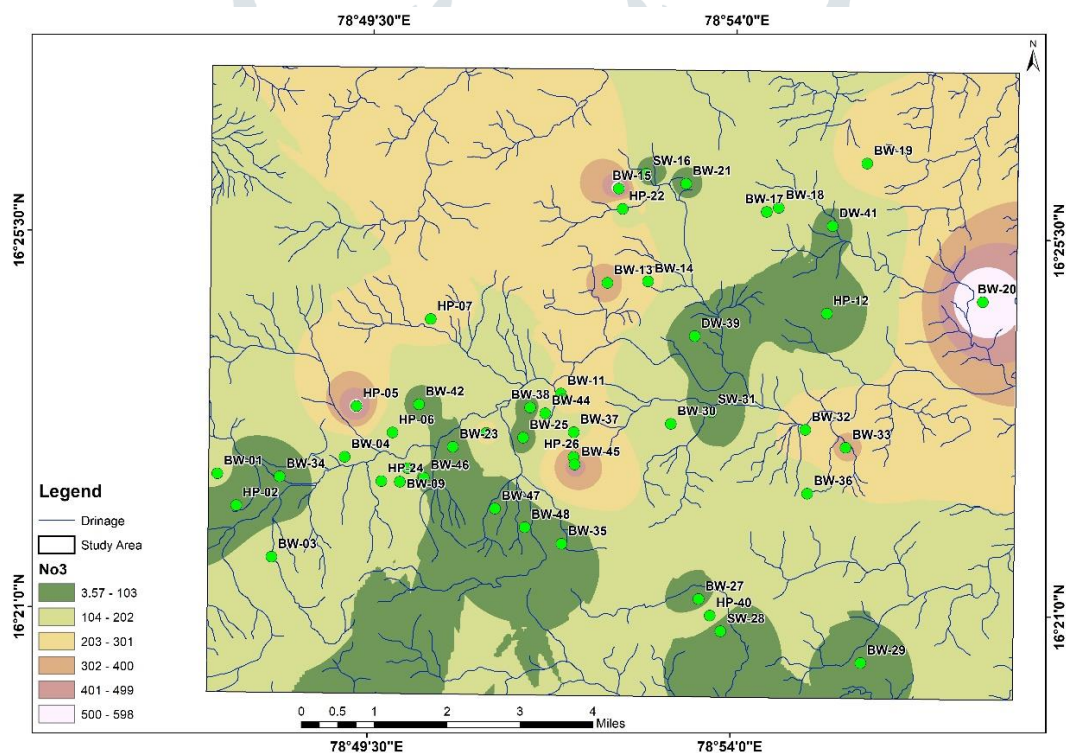 78°49'30"E
78°54'0"E
N
16°25'30"N
16°25'30"N
BW-19
SW-16
BW-15
BW-21
HP-22
BW-17
BW-18
DW-41
BW-13
BW-14
BW-20
HP-07
HP-12
DW-39
HP-05
BW-42
BW-11
BW-38
BW-44
SW-31
HP-06
BW-25
BW-37
BW-30
BW-32
BW-04
BW-23
HP-26
BW-33
BW-45
BW-01
BW-34
HP-24
BW-46
BW-09
HP-02
BW-36
BW-47
BW-48
BW-35
BW-03
BW-27
HP-40
SW-28
BW-29
16°21'0"N
16°21'0"N
Legend
Drinage
Study Area
No3
3.57 - 103
104 - 202
203 - 301
302 - 400
401 - 499
500 - 598
0 0.5 1 2 3 4
Miles
78°49'30"E
78°54'0"E